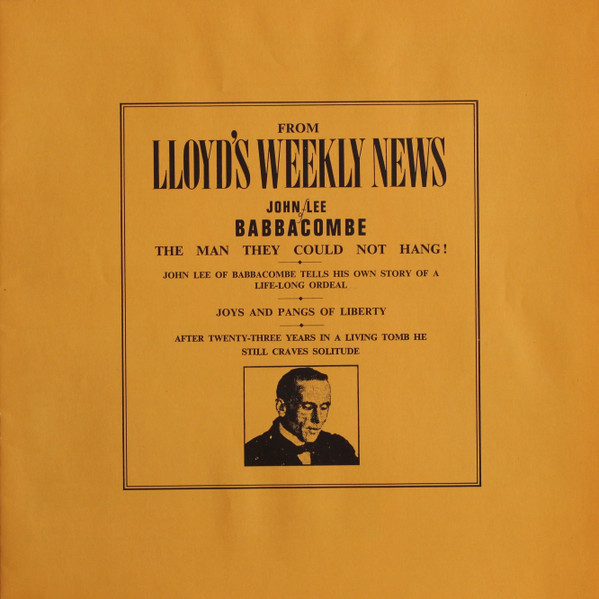 FROM
LLOYD'S WEEKLY NEWS
JOHN LEE
of
BABBACOMBE
THE MAN THEY COULD NOT HANG!
JOHN LEE OF BABBACOMBE TELLS HIS OWN STORY OF A
LIFE-LONG ORDEAL
JOYS AND PANGS OF LIBERTY
AFTER TWENTY-THREE YEARS IN A LIVING TOMB HE
STILL CRAVES SOLITUDE